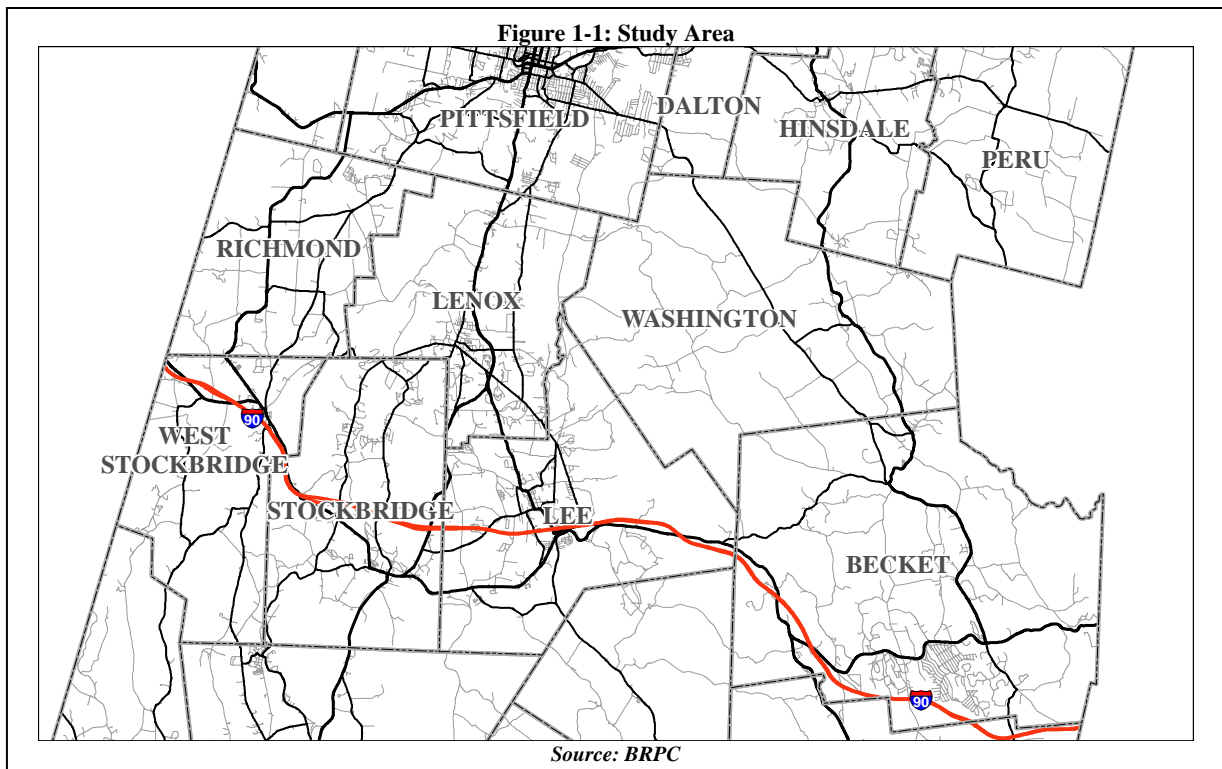 Figure 1-1: Study Area
DALTON
PITTSFIELD
HINSDALE
PERU
RICHMOND
LENOX
WASHINGTON
90
WEST
STOCKBRIDGE
STOCKBRIDGE
LEE
BECKET
90
Source: BRPC